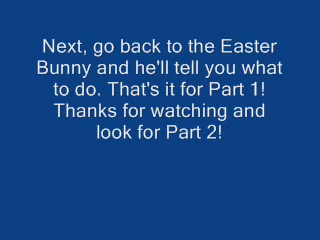 Next, go back to the Easter
Bunny and he'll tell you what
to do. That's it for Part 1!
Thanks for watching and
look for Part 2!